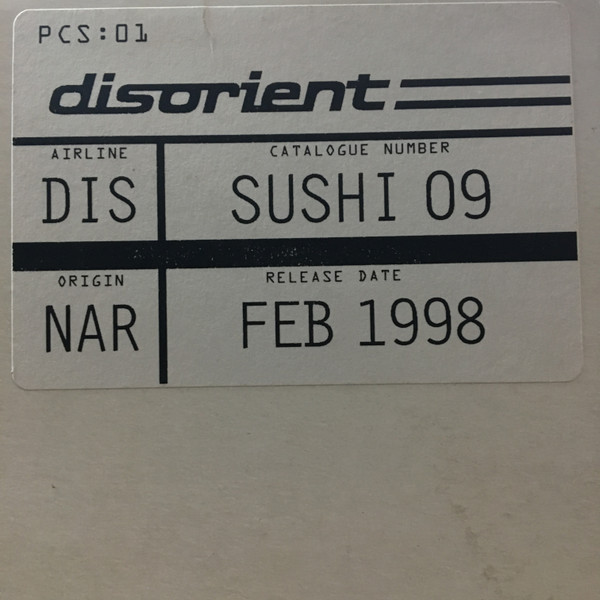 PCS:01
disorient
AIRLINE
DIS
CATALOGUE NUMBER
SUSHI 09
ORIGIN
NAR
RELEASE DATE
FEB 1998